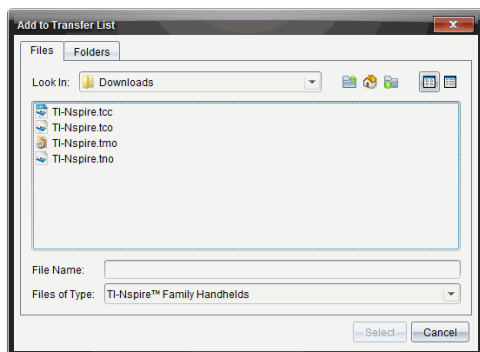 Add to Transfer List
Files Folders
Look In: Downloads
TI-Nspire.tcc
TI-Nspire.tco
TI-Nspire.tmo
TI-Nspire.tno
File Name:
Files of Type: TI-Nspire™ Family Handhelds
Select Cancel